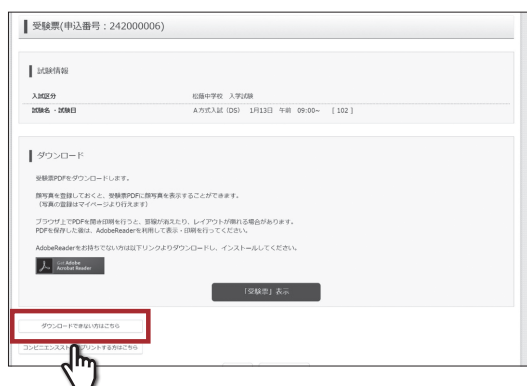 受験票(申込番号：242000006)
試験情報
入試区分 松蔭中学校 入学試験
試験名・試験日 A方式入試（DS） 1月13日 午前 09:00~ [ 102 ]
ダウンロード
受験票PDFをダウンロードします。
顔写真を登録しておくと、受験票PDFに顔写真を表示することができます。
（写真の登録はマイページより行えます）
ブラウザ上でPDFを開き印刷を行うと、罫線が消えたり、レイアウトが崩れる場合があります。
PDFを保存した後は、AdobeReaderを利用して表示・印刷を行ってください。
AdobeReaderをお持ちでない方は以下リンクよりダウンロードし、インストールしてください。
Get Adobe
Acrobat Reader
「受験票」表示
ダウンロードできない方はこちら
コンビニエンススト プリントする方はこちら